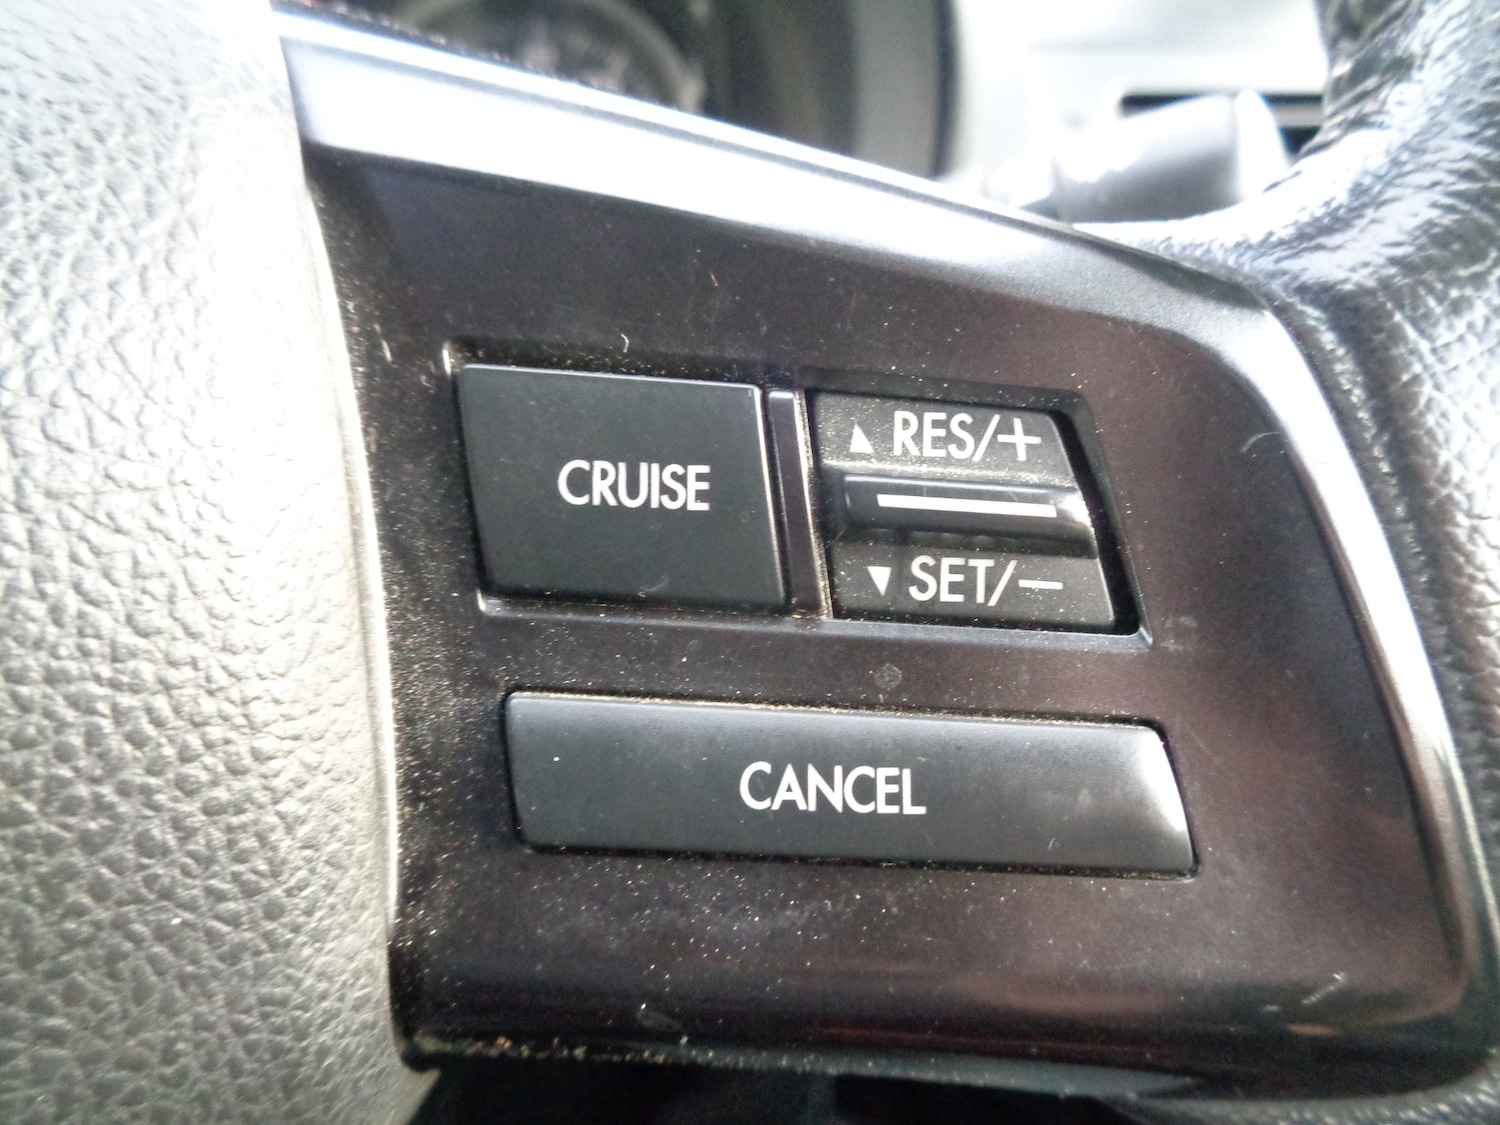 CRUISE
▲ RES/+
▼ SET/−
CANCEL